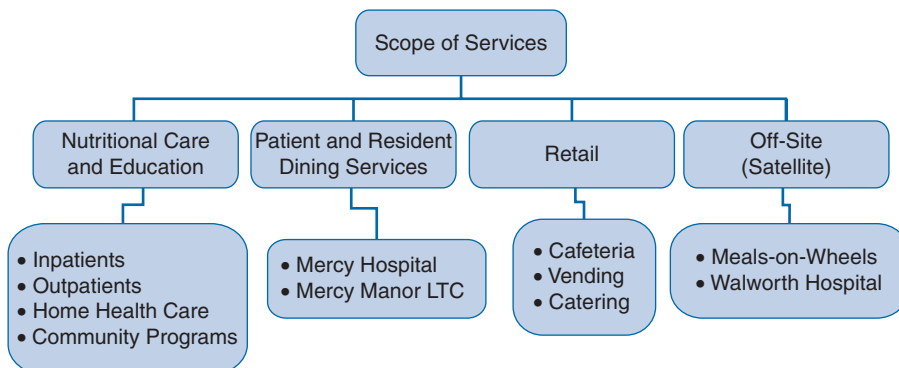 Scope of Services
Nutritional Care
and Education
Patient and Resident
Dining Services
Retail
Off-Site
(Satellite)
• Inpatients
• Outpatients
• Home Health Care
• Community Programs
• Mercy Hospital
• Mercy Manor LTC
• Cafeteria
• Vending
• Catering
• Meals-on-Wheels
• Walworth Hospital